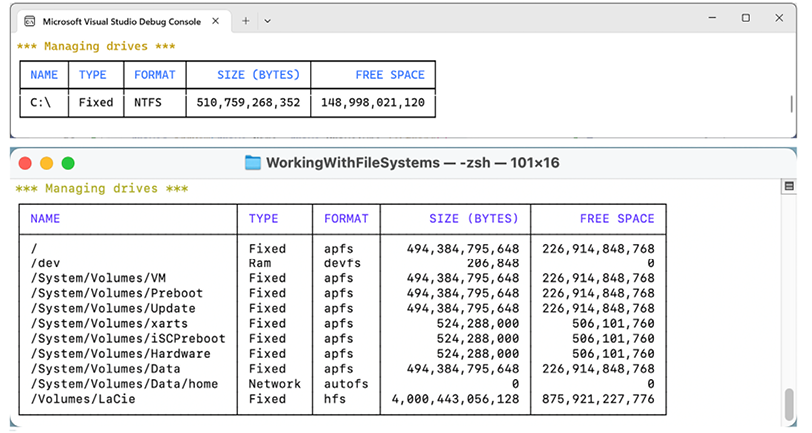 Microsoft Visual Studio Debug Console
*** Managing drives ***
NAME TYPE FORMAT SIZE (BYTES) FREE SPACE
C:\ Fixed NTFS 510,759,268,352 148,998,021,120
WorkingWithFileSystems — -zsh — 101×16
*** Managing drives ***
NAME TYPE FORMAT SIZE (BYTES) FREE SPACE
/ Fixed apfs 494,384,795,648 226,914,848,768
/dev Ram devfs 206,848 0
/System/Volumes/VM Fixed apfs 494,384,795,648 226,914,848,768
/System/Volumes/Preboot Fixed apfs 494,384,795,648 226,914,848,768
/System/Volumes/Update Fixed apfs 494,384,795,648 226,914,848,768
/System/Volumes/xarts Fixed apfs 524,288,000 506,101,760
/System/Volumes/iSCPreboot Fixed apfs 524,288,000 506,101,760
/System/Volumes/Hardware Fixed apfs 524,288,000 506,101,760
/System/Volumes/Data Fixed apfs 494,384,795,648 226,914,848,768
/System/Volumes/Data/home Network autofs 0 0
/Volumes/LaCie Fixed hfs 4,000,443,056,128 875,921,227,776